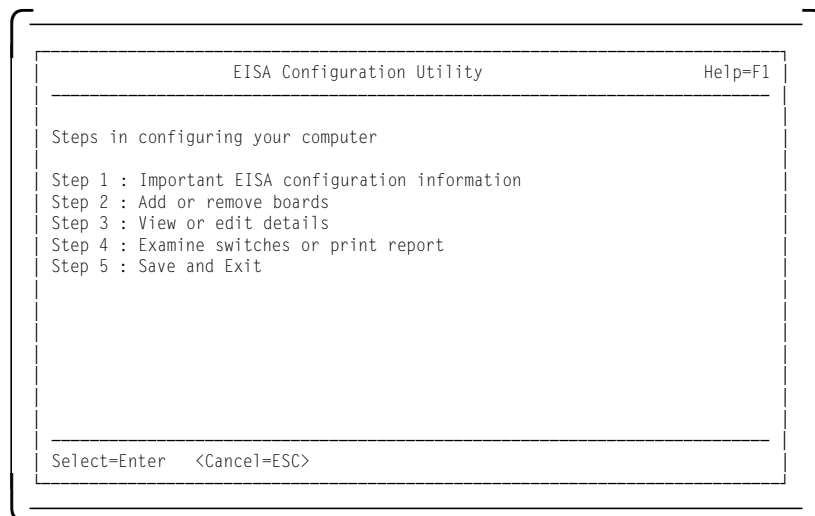 EISA Configuration Utility Help=F1
Steps in configuring your computer
Step 1 : Important EISA configuration information
Step 2 : Add or remove boards
Step 3 : View or edit details
Step 4 : Examine switches or print report
Step 5 : Save and Exit
Select=Enter <Cancel=ESC>